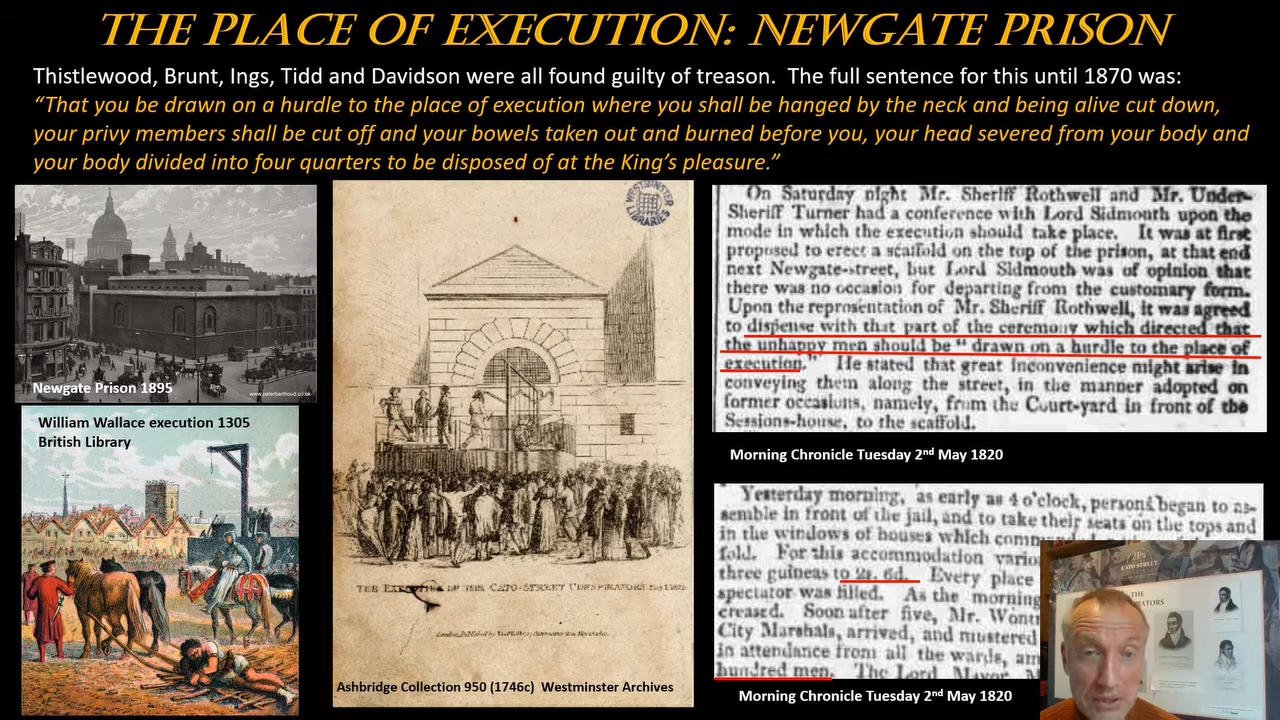 THE PLACE OF EXECUTION: NEWGATE PRISON
Thistlewood, Brunt, Ings, Tidd and Davidson were all found guilty of treason. The full sentence for this until 1870 was:
“That you be drawn on a hurdle to the place of execution where you shall be hanged by the neck and being alive cut down,
your privy members shall be cut off and your bowels taken out and burned before you, your head severed from your body and
your body divided into four quarters to be disposed of at the King’s pleasure.”
Newgate Prison 1895
www.peterberthoud.co.uk
William Wallace execution 1305
British Library
WESTMINSTER
LIBRARIES
THE OF THE CATO-STREET CONSPIRATORS
London, Published by
Ashbridge Collection 950 (1746c) Westminster Archives
On Saturday night Mr. Sheriff Rothwell and Mr. Under-
Sheriff Turner had a conference with Lord Sidmouth upon the
mode in which the execution should take place. It was at first
proposed to erect a scaffold on the top of the prison, at that end
next Newgate-street, but Lord Sidmouth was of opinion that
there was no occasion for departing from the customary form.
Upon the representation of Mr. Sheriff Rothwell, it was agreed
to dispense with that part of the ceremony which directed that
the unhappy men should be “ drawn on a hurdle to the place of
execution.” He stated that great inconvenience might arise in
conveying them along the street, in the manner adopted on
former occasions, namely, from the Court-yard in front of the
Sessions-house, to the scaffold.
Morning Chronicle Tuesday 2nd May 1820
Yesterday morning, as early as 4 o'clock, persons began to as-
semble in front of the jail, and to take their seats on the tops and
in the windows of houses which
fold. For this accommodation
three guineas to 2s. 6d. Every place
spectator was filled. As the morning
creased. Soon after five, Mr.
City Marshals, arrived, and mustered
in attendance from all the wards,
hundred men. The Lord Mayor
Morning Chronicle Tuesday 2nd May 1820
CATO STREET
THE